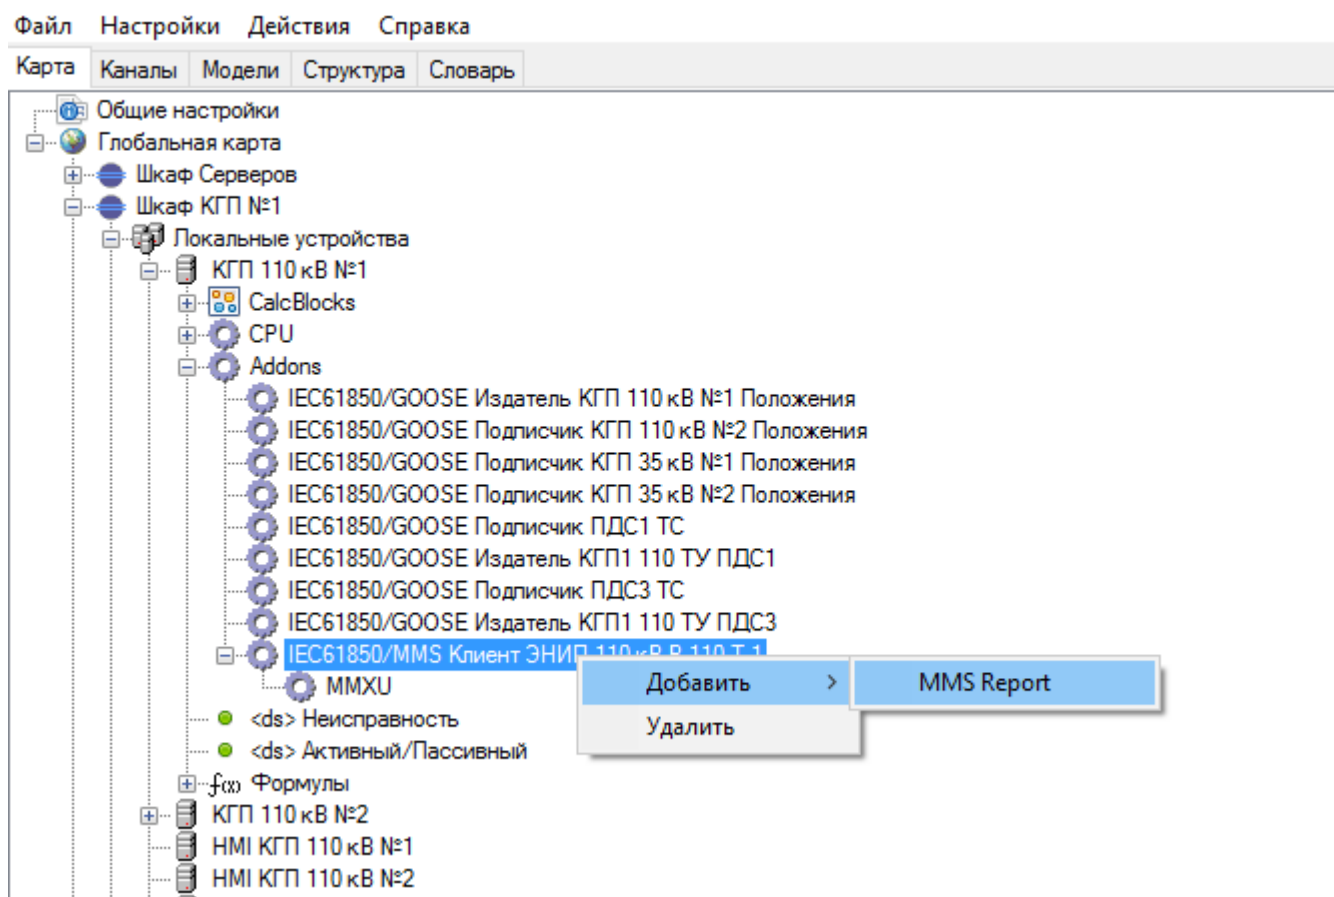 Файл Настройки Действия Справка
Карта Каналы Модели Структура Словарь
Общие настройки
Глобальная карта
Шкаф Серверов
Шкаф КГП №1
Локальные устройства
КГП 110 кВ №1
CalcBlocks
CPU
Addons
IEC61850/GOOSE Издатель КГП 110 кВ №1 Положения
IEC61850/GOOSE Подписчик КГП 110 кВ №2 Положения
IEC61850/GOOSE Подписчик КГП 35 кВ №1 Положения
IEC61850/GOOSE Подписчик КГП 35 кВ №2 Положения
IEC61850/GOOSE Подписчик ПДС1 ТС
IEC61850/GOOSE Издатель КГП1 110 ТУ ПДС1
IEC61850/GOOSE Подписчик ПДС3 ТС
IEC61850/GOOSE Издатель КГП1 110 ТУ ПДС3
IEC61850/MMS Клиент ЭНИП 110 кВ В 110 Т 1
MMXU Добавить > MMS Report
<ds> Неисправность Удалить
<ds> Активный/Пассивный
f(x) Формулы
КГП 110 кВ №2
HMI КГП 110 кВ №1
HMI КГП 110 кВ №2